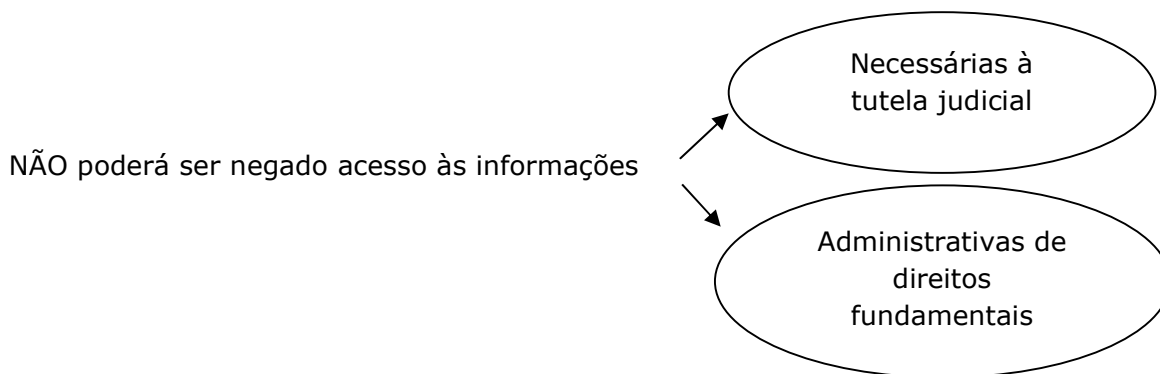 NÃO poderá ser negado acesso às informações
Necessárias à
tutela judicial
Administrativas de
direitos
fundamentais